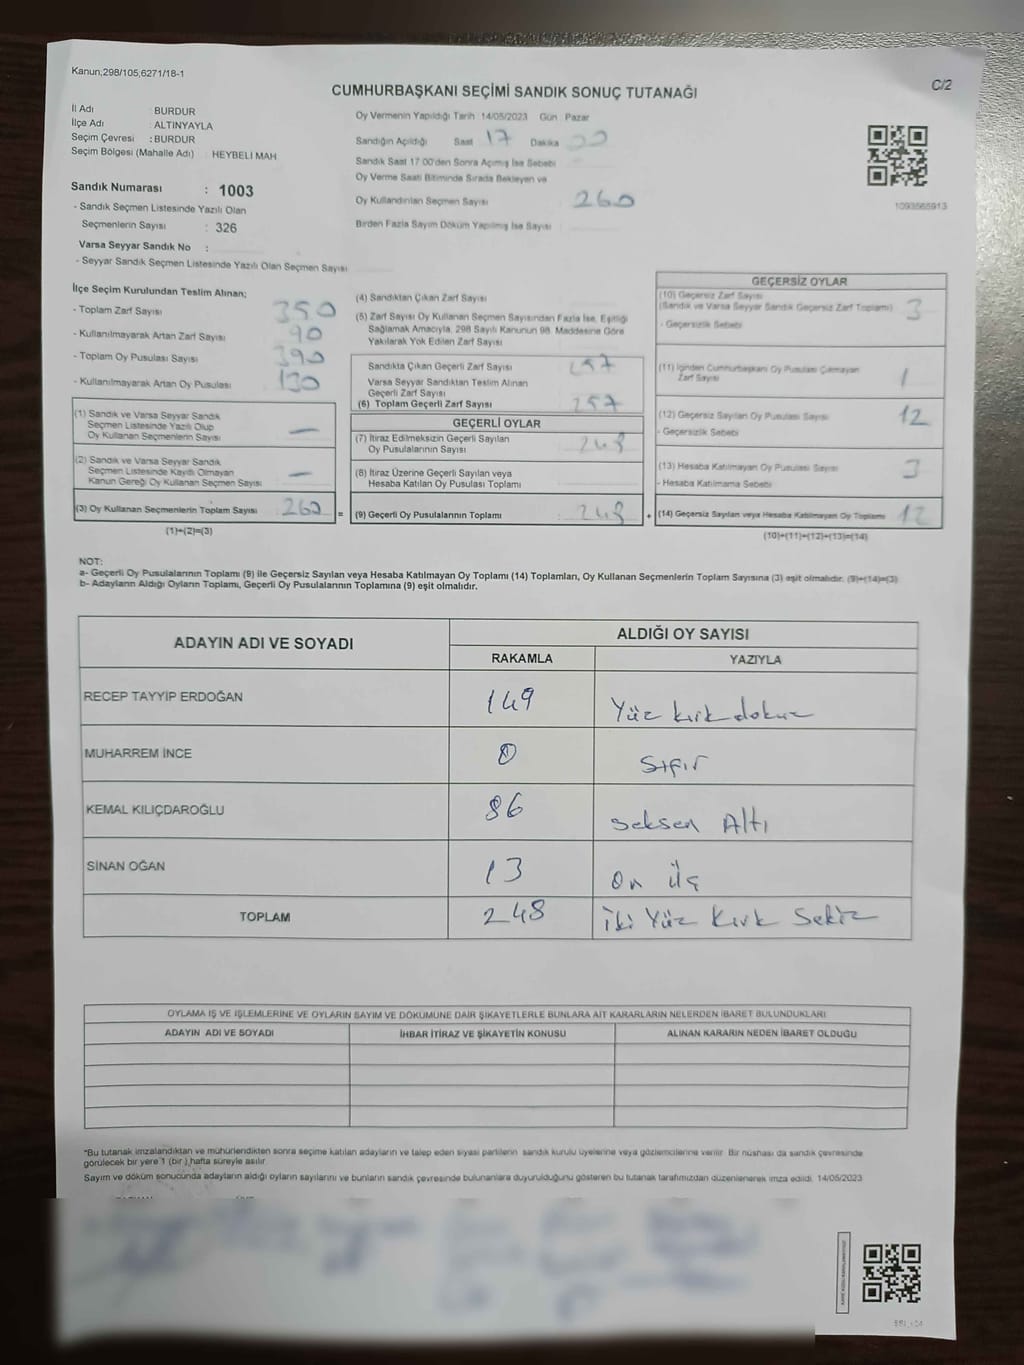 Kanun,298/105,6271/18-1
C/2
CUMHURBAŞKANI SEÇİMİ SANDIK SONUÇ TUTANAĞI
İl Adı : BURDUR
İlçe Adı : ALTINYAYLA
Seçim Çevresi : BURDUR
Seçim Bölgesi (Mahalle Adı) : HEYBELİ MAH
Sandık Numarası : 1003
- Sandık Seçmen Listesinde Yazılı Olan
Seçmenlerin Sayısı : 326
Varsa Seyyar Sandık No :
- Seyyar Sandık Seçmen Listesinde Yazılı Olan Seçmen Sayısı
Oy Vermenin Yapıldığı Tarih 14/05/2023 Gün Pazar
Sandığın Açıldığı Saat 17 Dakika
Sandık Saat 17:00'den Sonra Açımış İse Sebebi
Oy Verme Saati Bitiminde Sırada Bekleyen ve
Oy Kullandırılan Seçmen Sayısı 260
Birden Fazla Sayım Döküm Yapılmış İse Sayısı
1093565913
İlçe Seçim Kurulundan Teslim Alınan;
- Toplam Zarf Sayısı 350
- Kullanılmayarak Artan Zarf Sayısı 90
- Toplam Oy Pusulası Sayısı 390
- Kullanılmayarak Artan Oy Pusulası 130
(1) Sandık ve Varsa Seyyar Sandık
Seçmen Listesinde Yazılı Olup
Oy Kullanan Seçmenlerin Sayısı —
(2) Sandık ve Varsa Seyyar Sandık
Seçmen Listesinde Kaydı Olmayan
Kanun Gereği Oy Kullanan Seçmen Sayısı —
(3) Oy Kullanan Seçmenlerin Toplam Sayısı 260 =
(1)+(2)=(3)
(4) Sandıktan Çıkan Zarf Sayısı
(5) Zarf Sayısı Oy Kullanan Seçmen Sayısından Fazla İse, Eşitliği
Sağlamak Amacıyla, 298 Sayılı Kanunun 98. Maddesine Göre
Yakılarak Yok Edilen Zarf Sayısı
Sandıkta Çıkan Geçerli Zarf Sayısı 257
Varsa Seyyar Sandıktan Teslim Alınan
Geçerli Zarf Sayısı
(6) Toplam Geçerli Zarf Sayısı 257
GEÇERLİ OYLAR
(7) İtiraz Edilmeksizin Geçerli Sayılan
Oy Pusulalarının Sayısı 248
(8) İtiraz Üzerine Geçerli Sayılan veya
Hesaba Katılan Oy Pusulası Toplamı
(9) Geçerli Oy Pusulalarının Toplamı : 248 +
GEÇERSİZ OYLAR
(10) Geçersiz Zarf Sayısı
(Sandık ve Varsa Seyyar Sandık Geçersiz Zarf Toplamı) 3
- Geçersizlik Sebebi
(11) İçinden Cumhurbaşkanı Oy Pusulası Çıkmayan
Zarf Sayısı 1
(12) Geçersiz Sayılan Oy Pusulası Sayısı 12
- Geçersizlik Sebebi
(13) Hesaba Katılmayan Oy Pusulası Sayısı 3
- Hesaba Katılmama Sebebi
(14) Geçersiz Sayılan veya Hesaba Katılmayan Oy Toplamı 12
(10)+(11)+(12)+(13)=(14)
NOT:
a- Geçerli Oy Pusulalarının Toplamı (9) ile Geçersiz Sayılan veya Hesaba Katılmayan Oy Toplamı (14) Toplamları, Oy Kullanan Seçmenlerin Toplam Sayısına (3) eşit olmalıdır. (9)+(14)=(3)
b- Adayların Aldığı Oyların Toplamı, Geçerli Oy Pusulalarının Toplamına (9) eşit olmalıdır.
ADAYIN ADI VE SOYADI
ALDIĞI OY SAYISI
RAKAMLA YAZIYLA
RECEP TAYYİP ERDOĞAN 149 Yüz kırk dokuz
MUHARREM İNCE 0 Sıfır
KEMAL KILIÇDAROĞLU 86 Seksen Altı
SİNAN OĞAN 13 On üç
TOPLAM 248 İki Yüz Kırk Sekiz
OYLAMA İŞ VE İŞLEMLERİNE VE OYLARIN SAYIM VE DÖKÜMÜNE DAİR ŞİKAYETLERLE BUNLARA AİT KARARLARIN NELERDEN İBARET BULUNDUKLARI
ADAYIN ADI VE SOYADI İHBAR İTİRAZ VE ŞİKAYETİN KONUSU ALINAN KARARIN NEDEN İBARET OLDUĞU
*Bu tutanak imzalandıktan ve mühürlendikten sonra seçime katılan adayların ve talep eden siyasi partilerin sandık kurulu üyelerine veya gözlemcilerine verilir. Bir nüshası da sandık çevresinde
görülecek bir yere 1 (bir) hafta süreyle asılır.
Sayım ve döküm sonucunda adayların aldığı oyların sayılarını ve bunların sandık çevresinde bulunanlara duyurulduğunu gösteren bu tutanak tarafımızdan düzenlenerek imza edildi. 14/05/2023